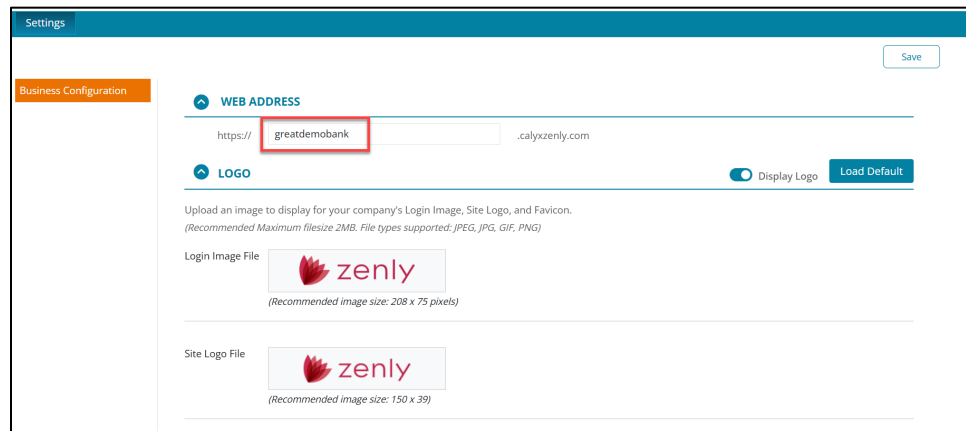 Settings
Save
Business Configuration
WEB ADDRESS
https:// greatdemobank .calyxzenly.com
LOGO
Display Logo
Load Default
Upload an image to display for your company's Login Image, Site Logo, and Favicon.
(Recommended Maximum filesize 2MB. File types supported: JPEG, JPG, GIF, PNG)
Login Image File
zenly
(Recommended image size: 208 x 75 pixels)
Site Logo File
zenly
(Recommended image size: 150 x 39)